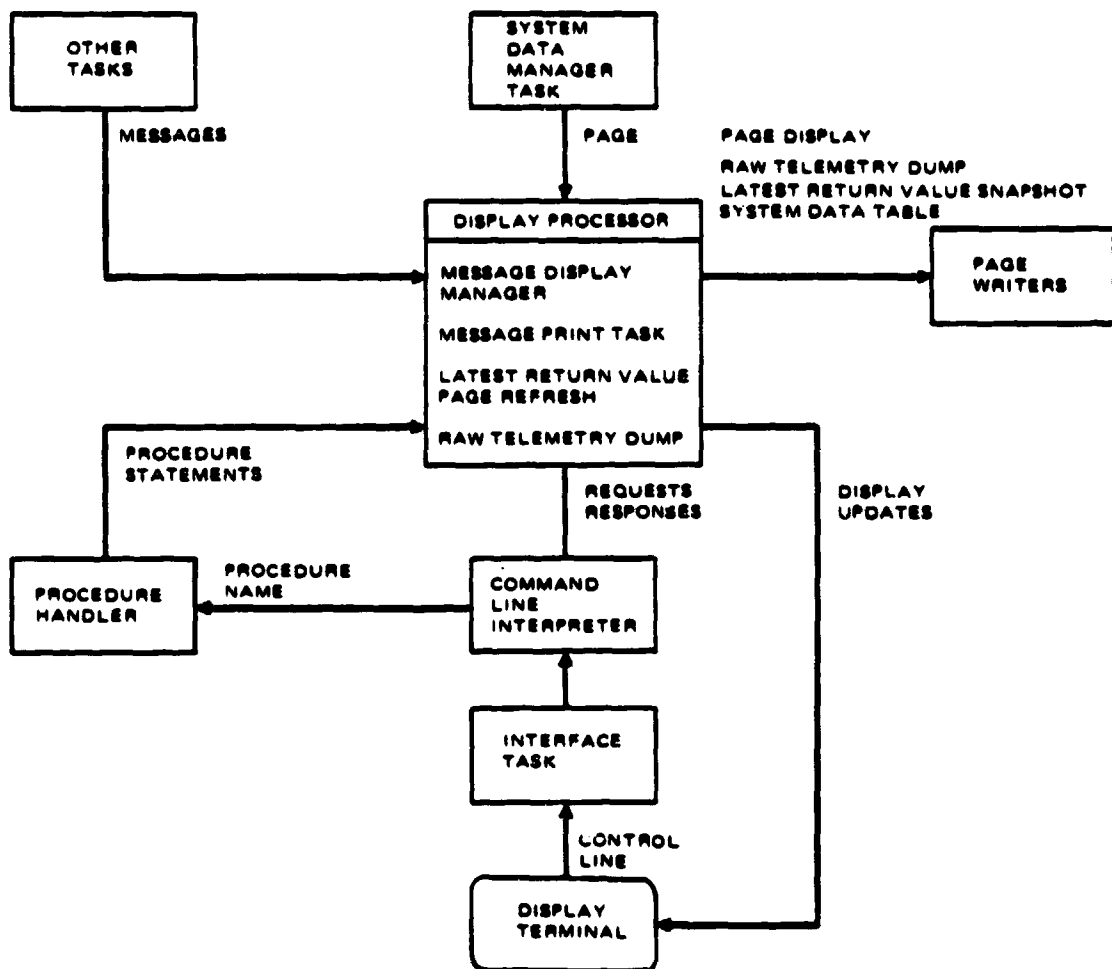 OTHER
TASKS
SYSTEM
DATA
MANAGER
TASK
MESSAGES
PAGE
PAGE DISPLAY
RAW TELEMETRY DUMP
LATEST RETURN VALUE SNAPSHOT
SYSTEM DATA TABLE
DISPLAY PROCESSOR
MESSAGE DISPLAY
MANAGER
MESSAGE PRINT TASK
LATEST RETURN VALUE
PAGE REFRESH
RAW TELEMETRY DUMP
PAGE
WRITERS
PROCEDURE
STATEMENTS
REQUESTS
RESPONSES
DISPLAY
UPDATES
PROCEDURE
HANDLER
PROCEDURE
NAME
COMMAND
LINE
INTERPRETER
INTERFACE
TASK
CONTROL
LINE
DISPLAY
TERMINAL